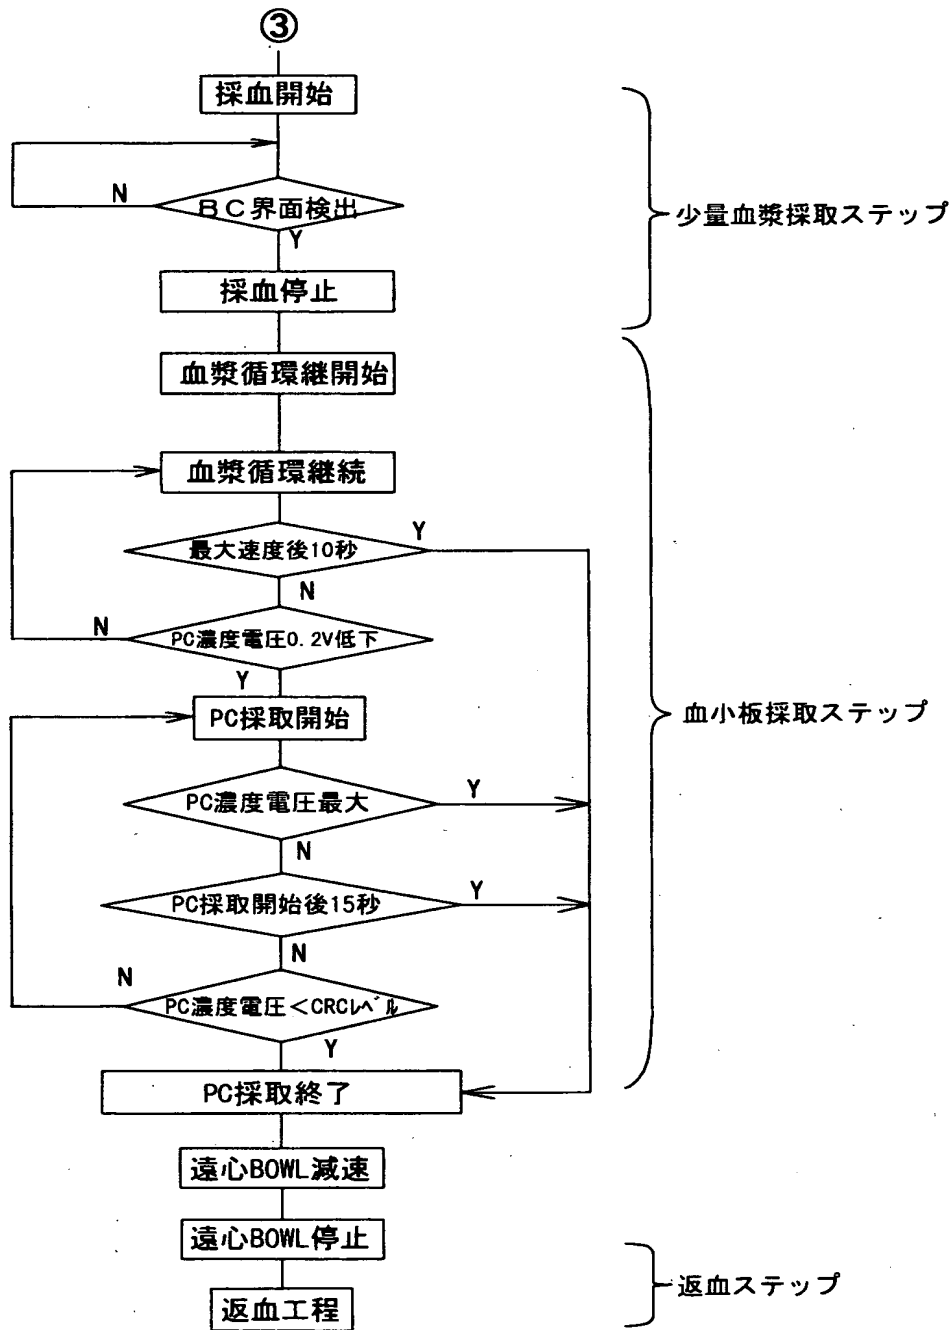 ③
採血開始
N
BC界面検出
Y
少量血漿採取ステップ
採血停止
血漿循環継開始
血漿循環継続
Y
最大速度後10秒
N
N
PC濃度電圧0.2V低下
Y
PC採取開始
血小板採取ステップ
Y
PC濃度電圧最大
N
Y
PC採取開始後15秒
N
N
PC濃度電圧<CRCレベル
Y
PC採取終了
遠心BOWL減速
遠心BOWL停止
返血ステップ
返血工程